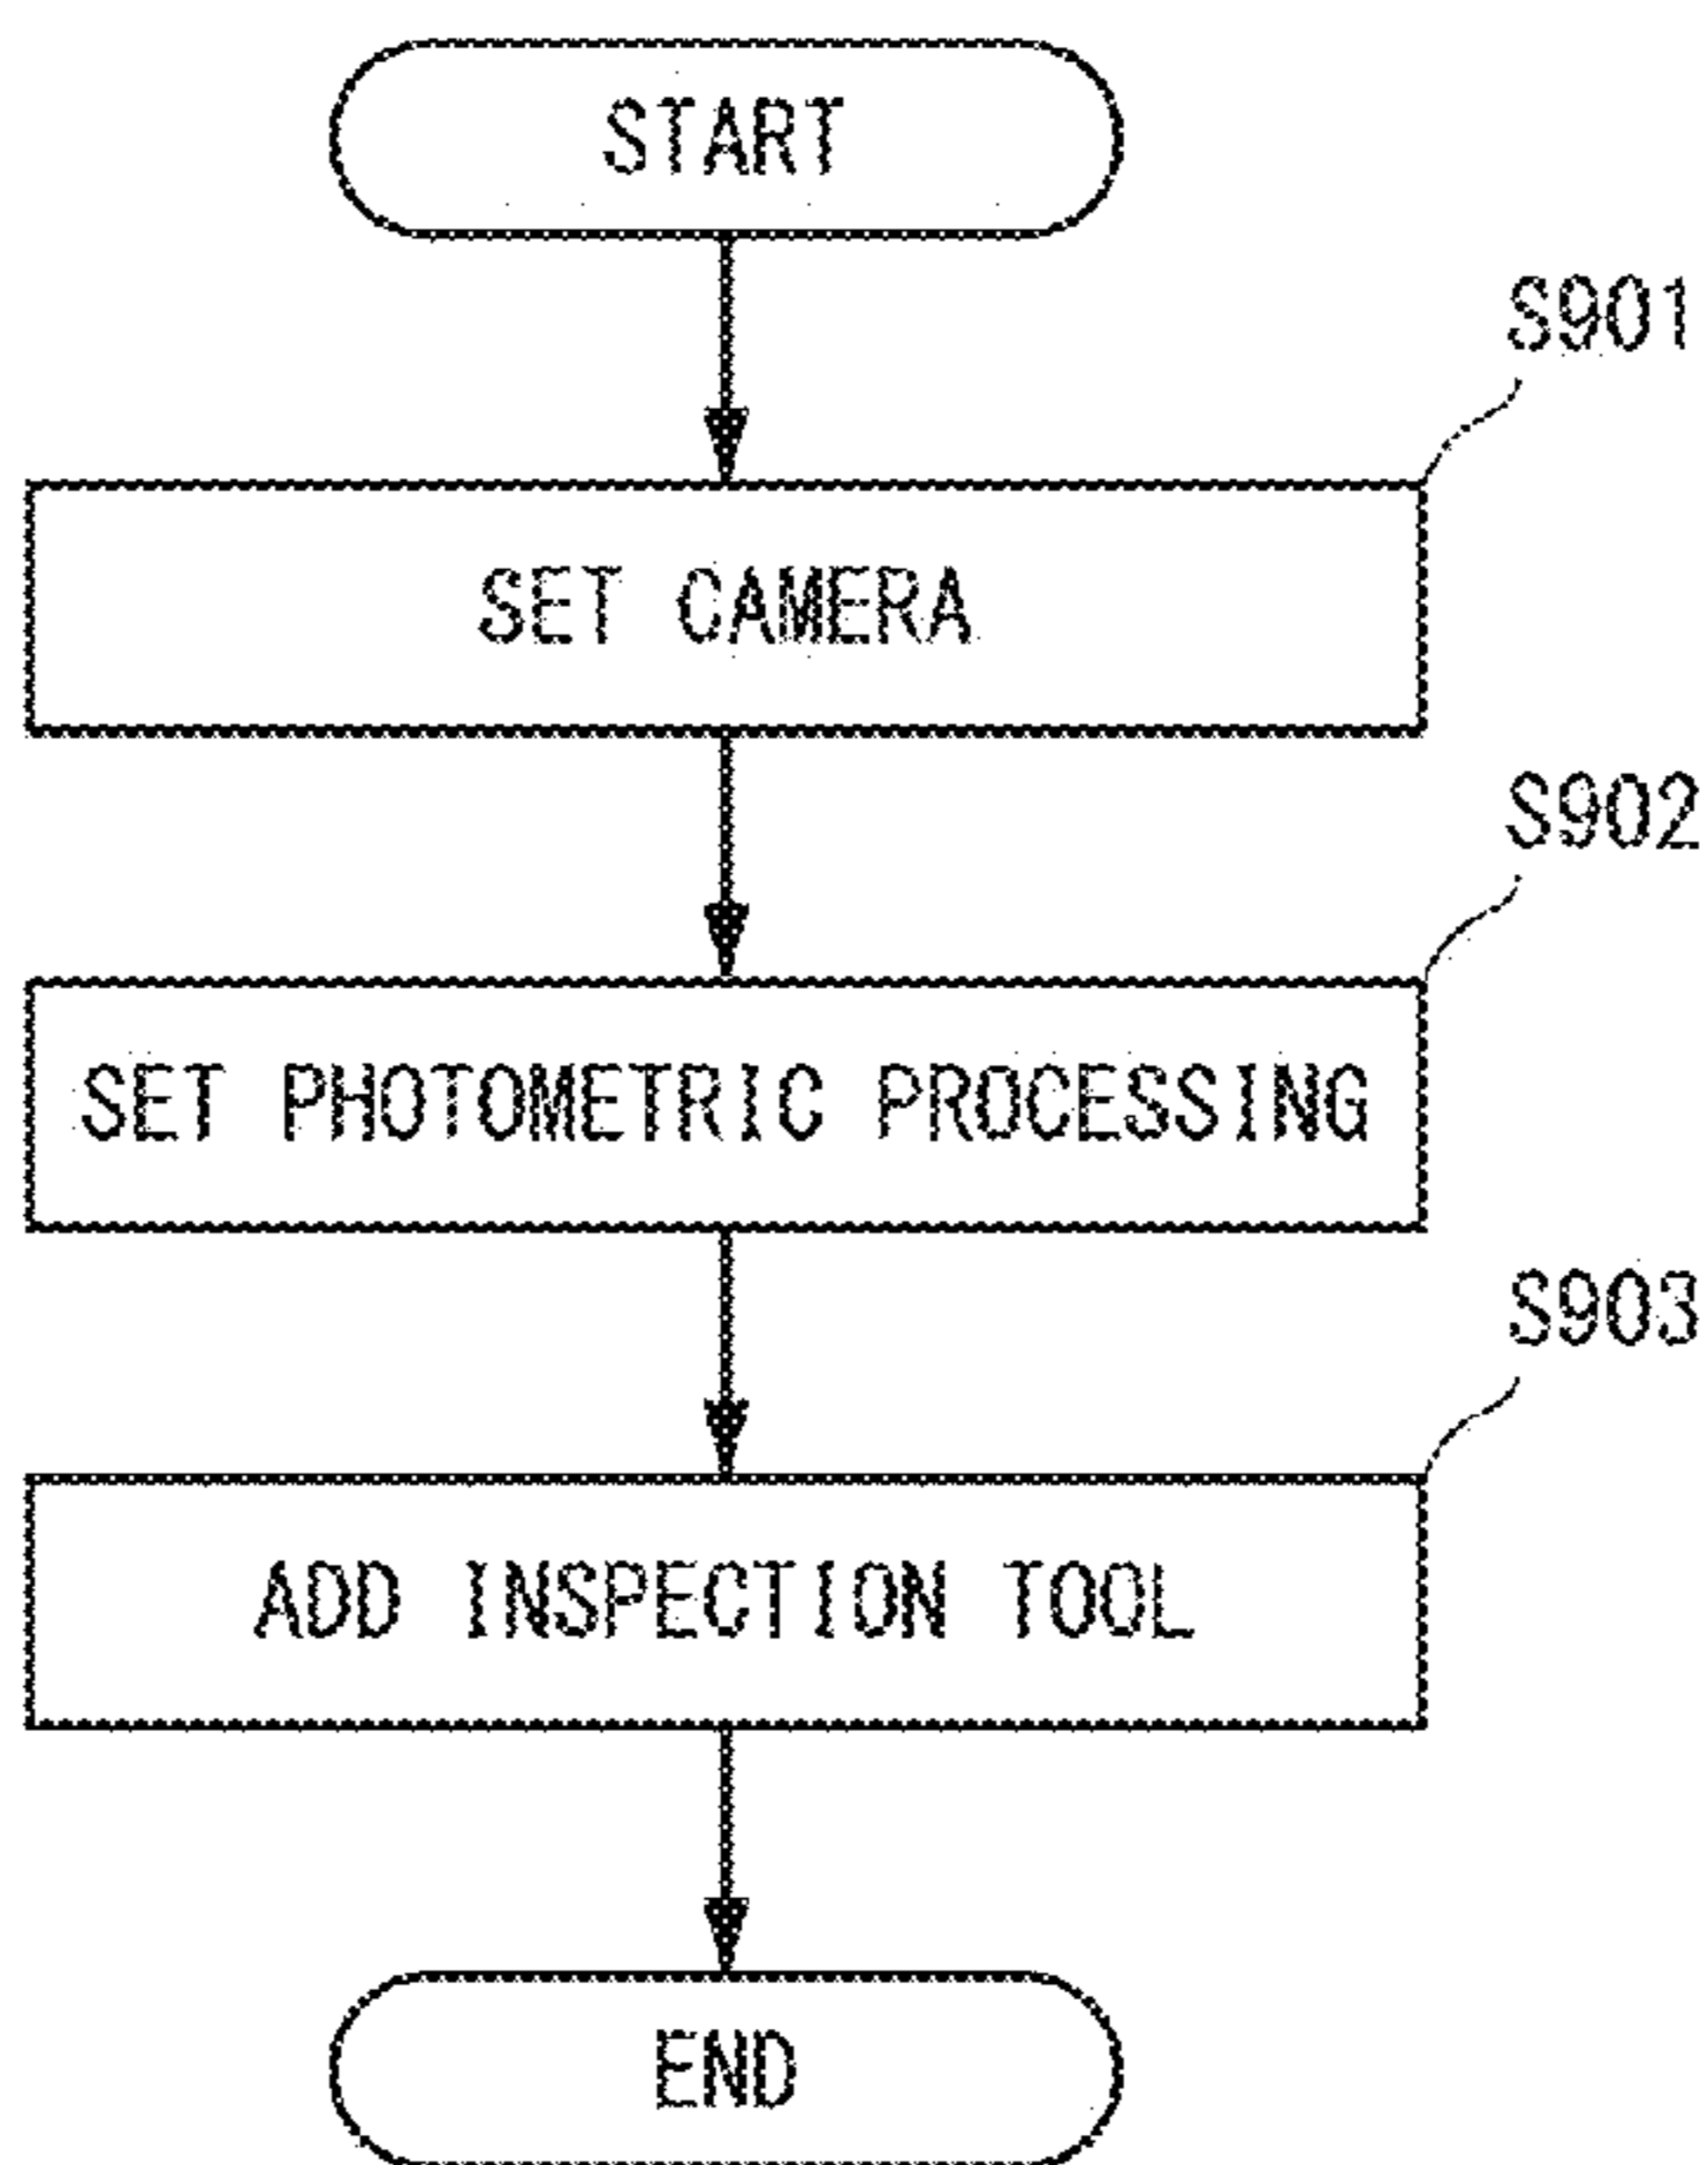 START
S901
SET CAMERA
S902
SET PHOTOMETRIC PROCESSING
S903
ADD INSPECTION TOOL
END